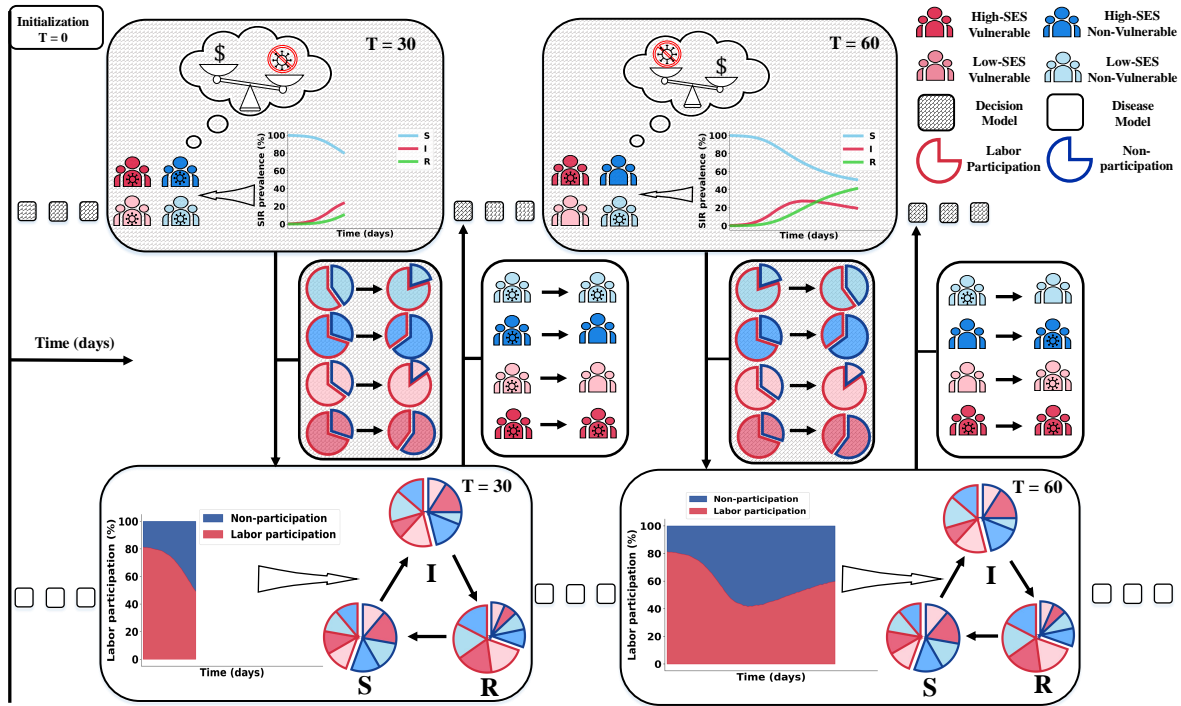 Initialization
T = 0
T = 30
$
SIR prevalence (%)
100
80
60
40
20
0
S
I
R
Time (days)
T = 60
$
SIR prevalence (%)
100
80
60
40
20
0
S
I
R
Time (days)
High-SES
Vulnerable
High-SES
Non-Vulnerable
Low-SES
Vulnerable
Low-SES
Non-Vulnerable
Decision
Model
Disease
Model
Labor
Participation
Non-
participation
Time (days)
T = 30
Labor participation (%)
100
80
60
40
20
0
Non-participation
Labor participation
Time (days)
I
S
R
T = 60
Labor participation (%)
100
80
60
40
20
0
Non-participation
Labor participation
Time (days)
I
S
R